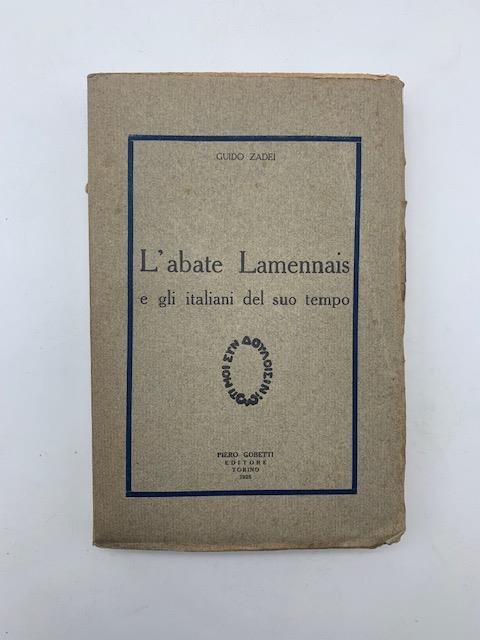 GUIDO ZADEI
L'abate Lamennais
e gli italiani del suo tempo
ΤΙ ΜΟΙ ΣΥΝ ΔΟΥΛΟΙΣΙΝ
PIERO GOBETTI
EDITORE
TORINO
1925